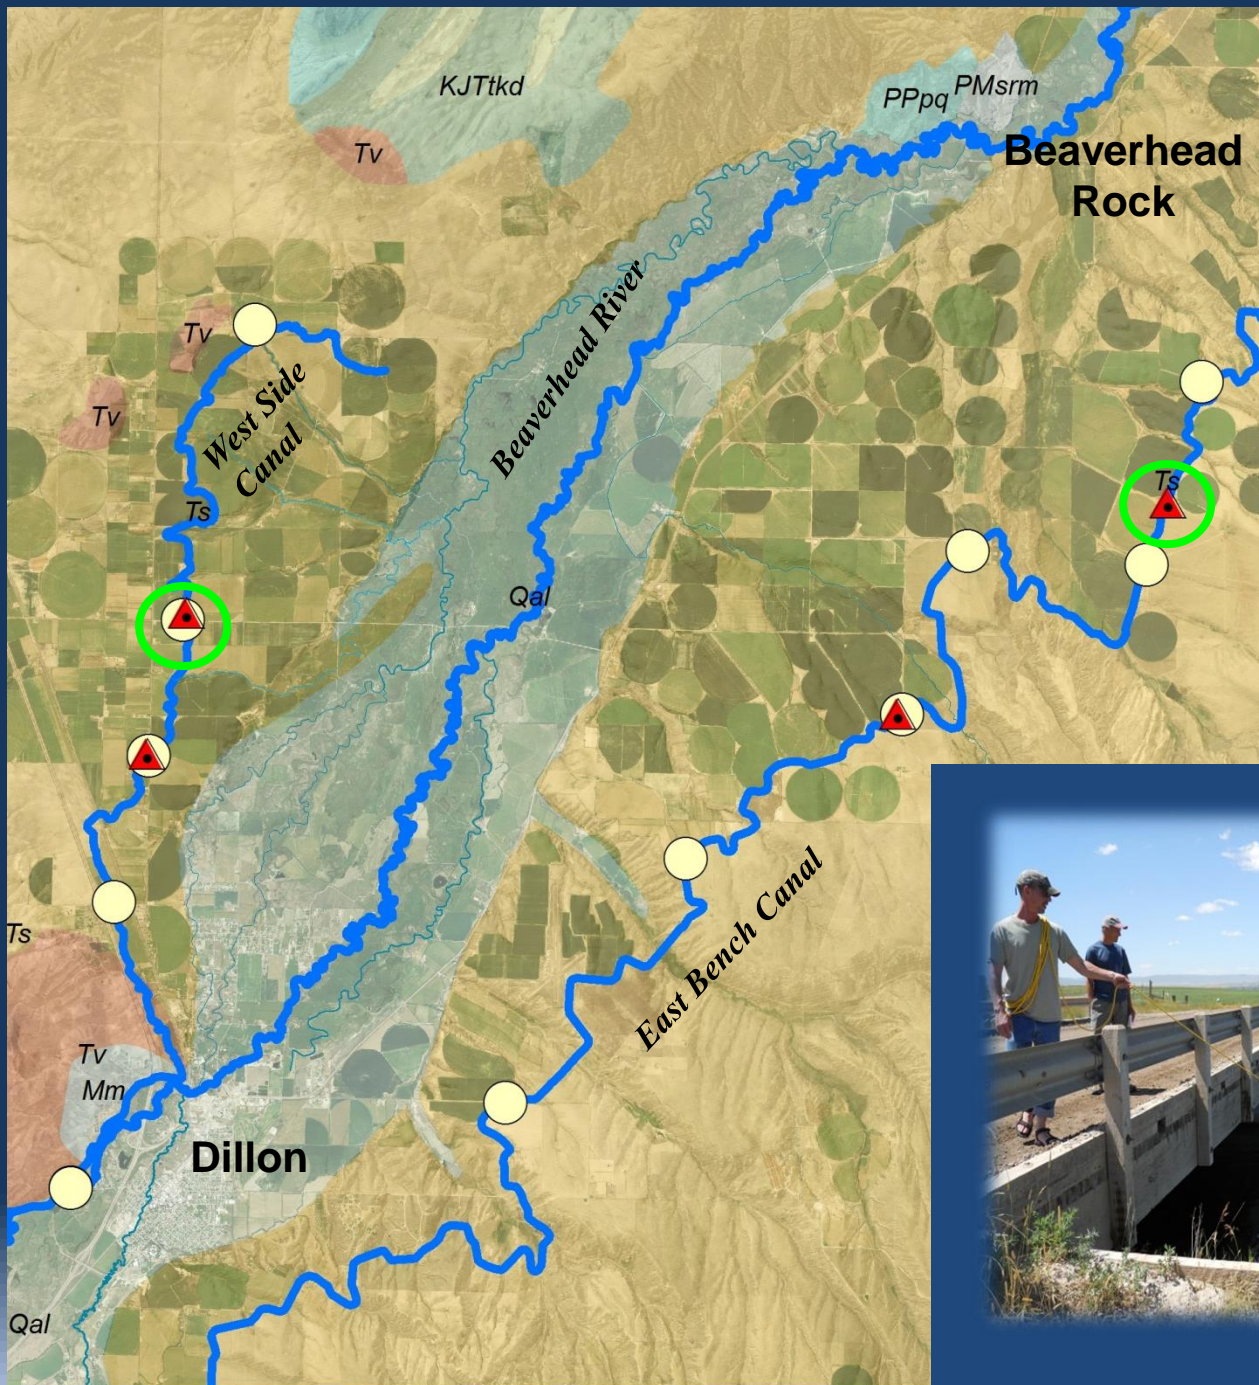 KJTtkd
PPpq
PMsrm
Tv
Beaverhead
Rock
Tv
Beaverhead River
West Side
Canal
Tv
Ts
Ts
Qal
East Bench Canal
Ts
Tv
Mm
Dillon
Qal